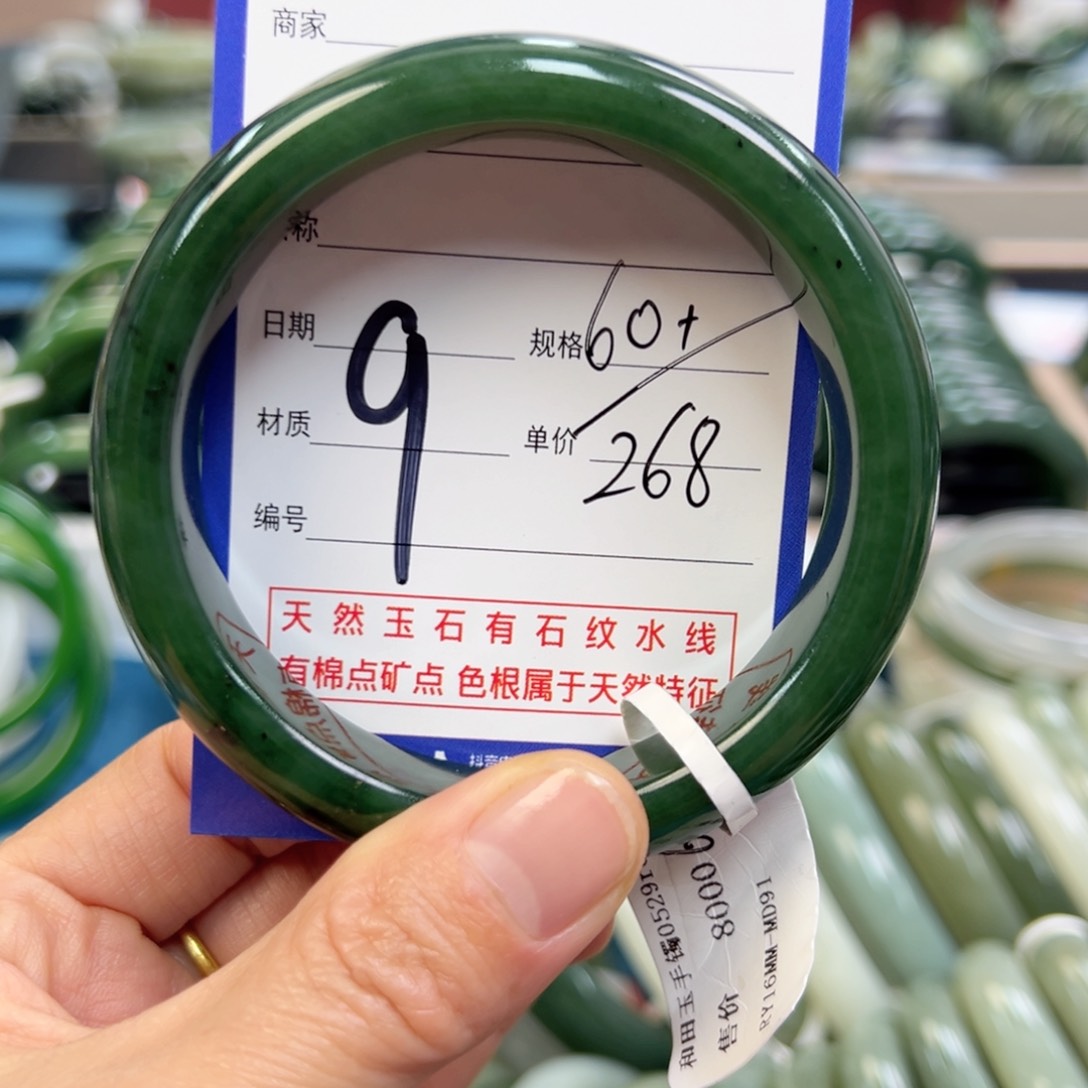 商家
称
日期
9
规格 60+
材质
单价 268
编号
天然玉石有石纹水线
有棉点矿点 色根属于天然特征
抖音
和田玉手镯0529
售价 8000
RY16MM-MD91